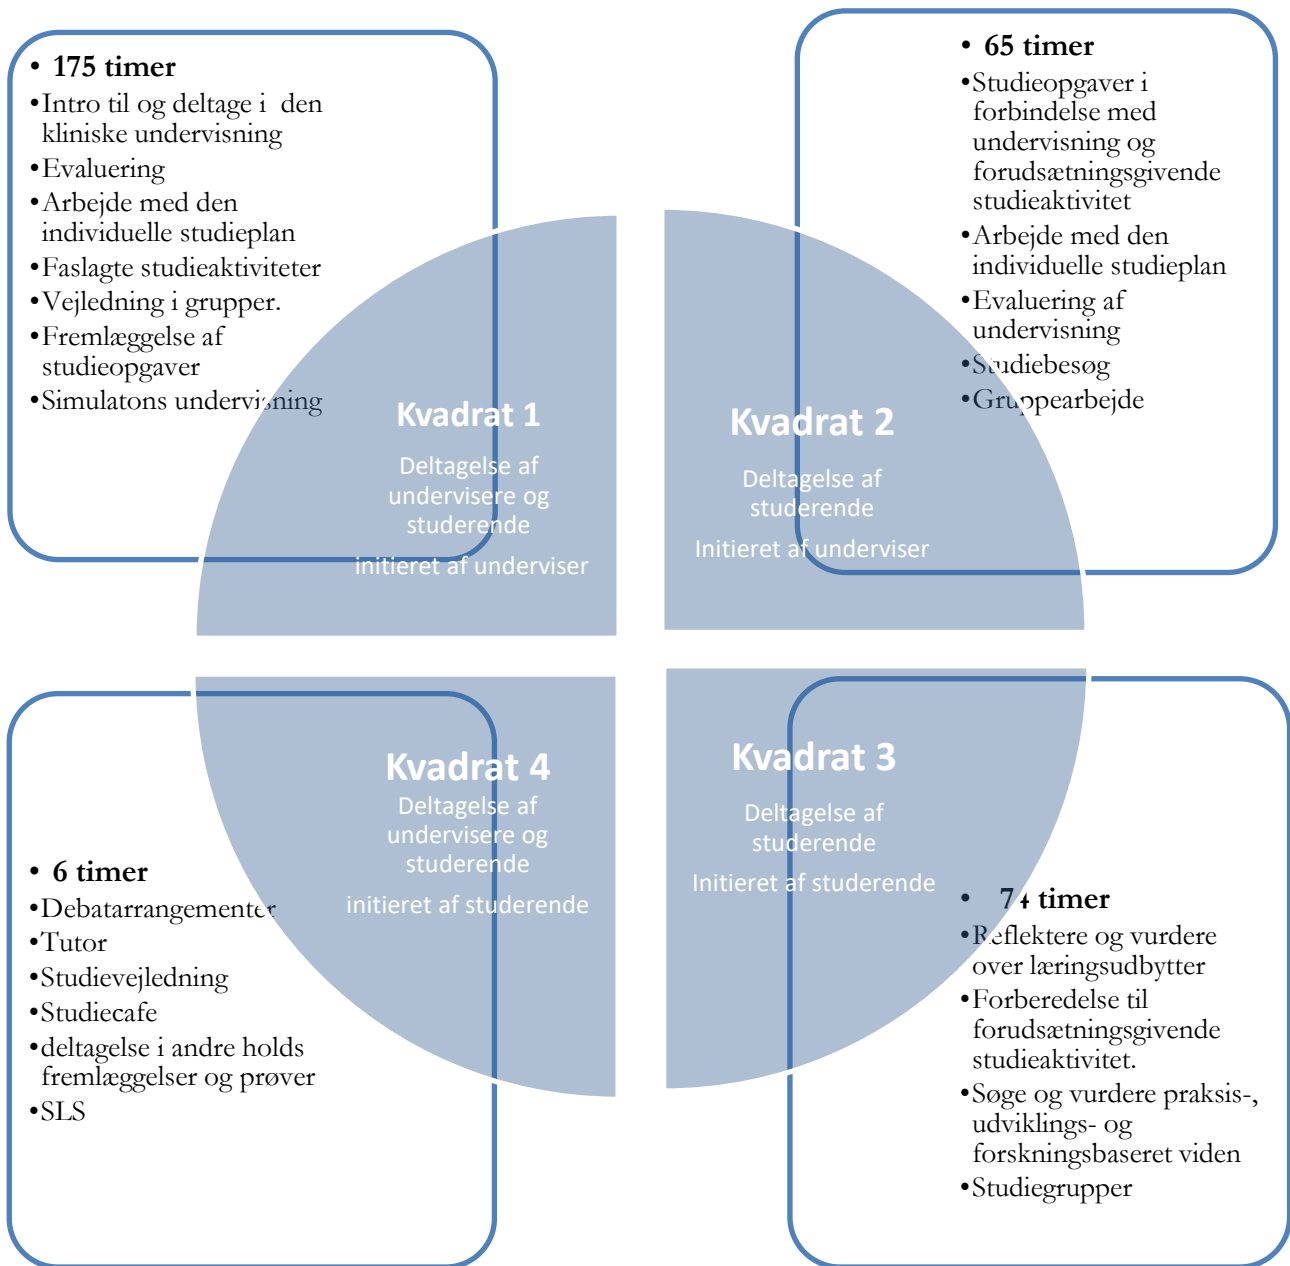 • 175 timer
•Intro til og deltage i den
kliniske undervisning
•Evaluering
•Arbejde med den
individuelle studieplan
•Faslagte studieaktiviteter
•Vejledning i grupper.
•Fremlæggelse af
studieopgaver
•Simulatons undervisning
Kvadrat 1
Deltagelse af
undervisere og
studerende
initieret af underviser
• 65 timer
•Studieopgaver i
forbindelse med
undervisning og
forudsætningsgivende
studieaktivitet
•Arbejde med den
individuelle studieplan
•Evaluering af
undervisning
•Studiebesøg
•Gruppearbejde
Kvadrat 2
Deltagelse af
studerende
Initieret af underviser
Kvadrat 4
Deltagelse af
undervisere og
studerende
initieret af studerende
• 6 timer
•Debatarrangementer
•Tutor
•Studievejledning
•Studiecafe
•deltagelse i andre holds
fremlæggelser og prøver
•SLS
Kvadrat 3
Deltagelse af
studerende
Initieret af studerende
• 74 timer
•Reflektere og vurdere
over læringsudbytter
•Forberedelse til
forudsætningsgivende
studieaktivitet.
•Søge og vurdere praksis-,
udviklings- og
forskningsbaseret viden
•Studiegrupper